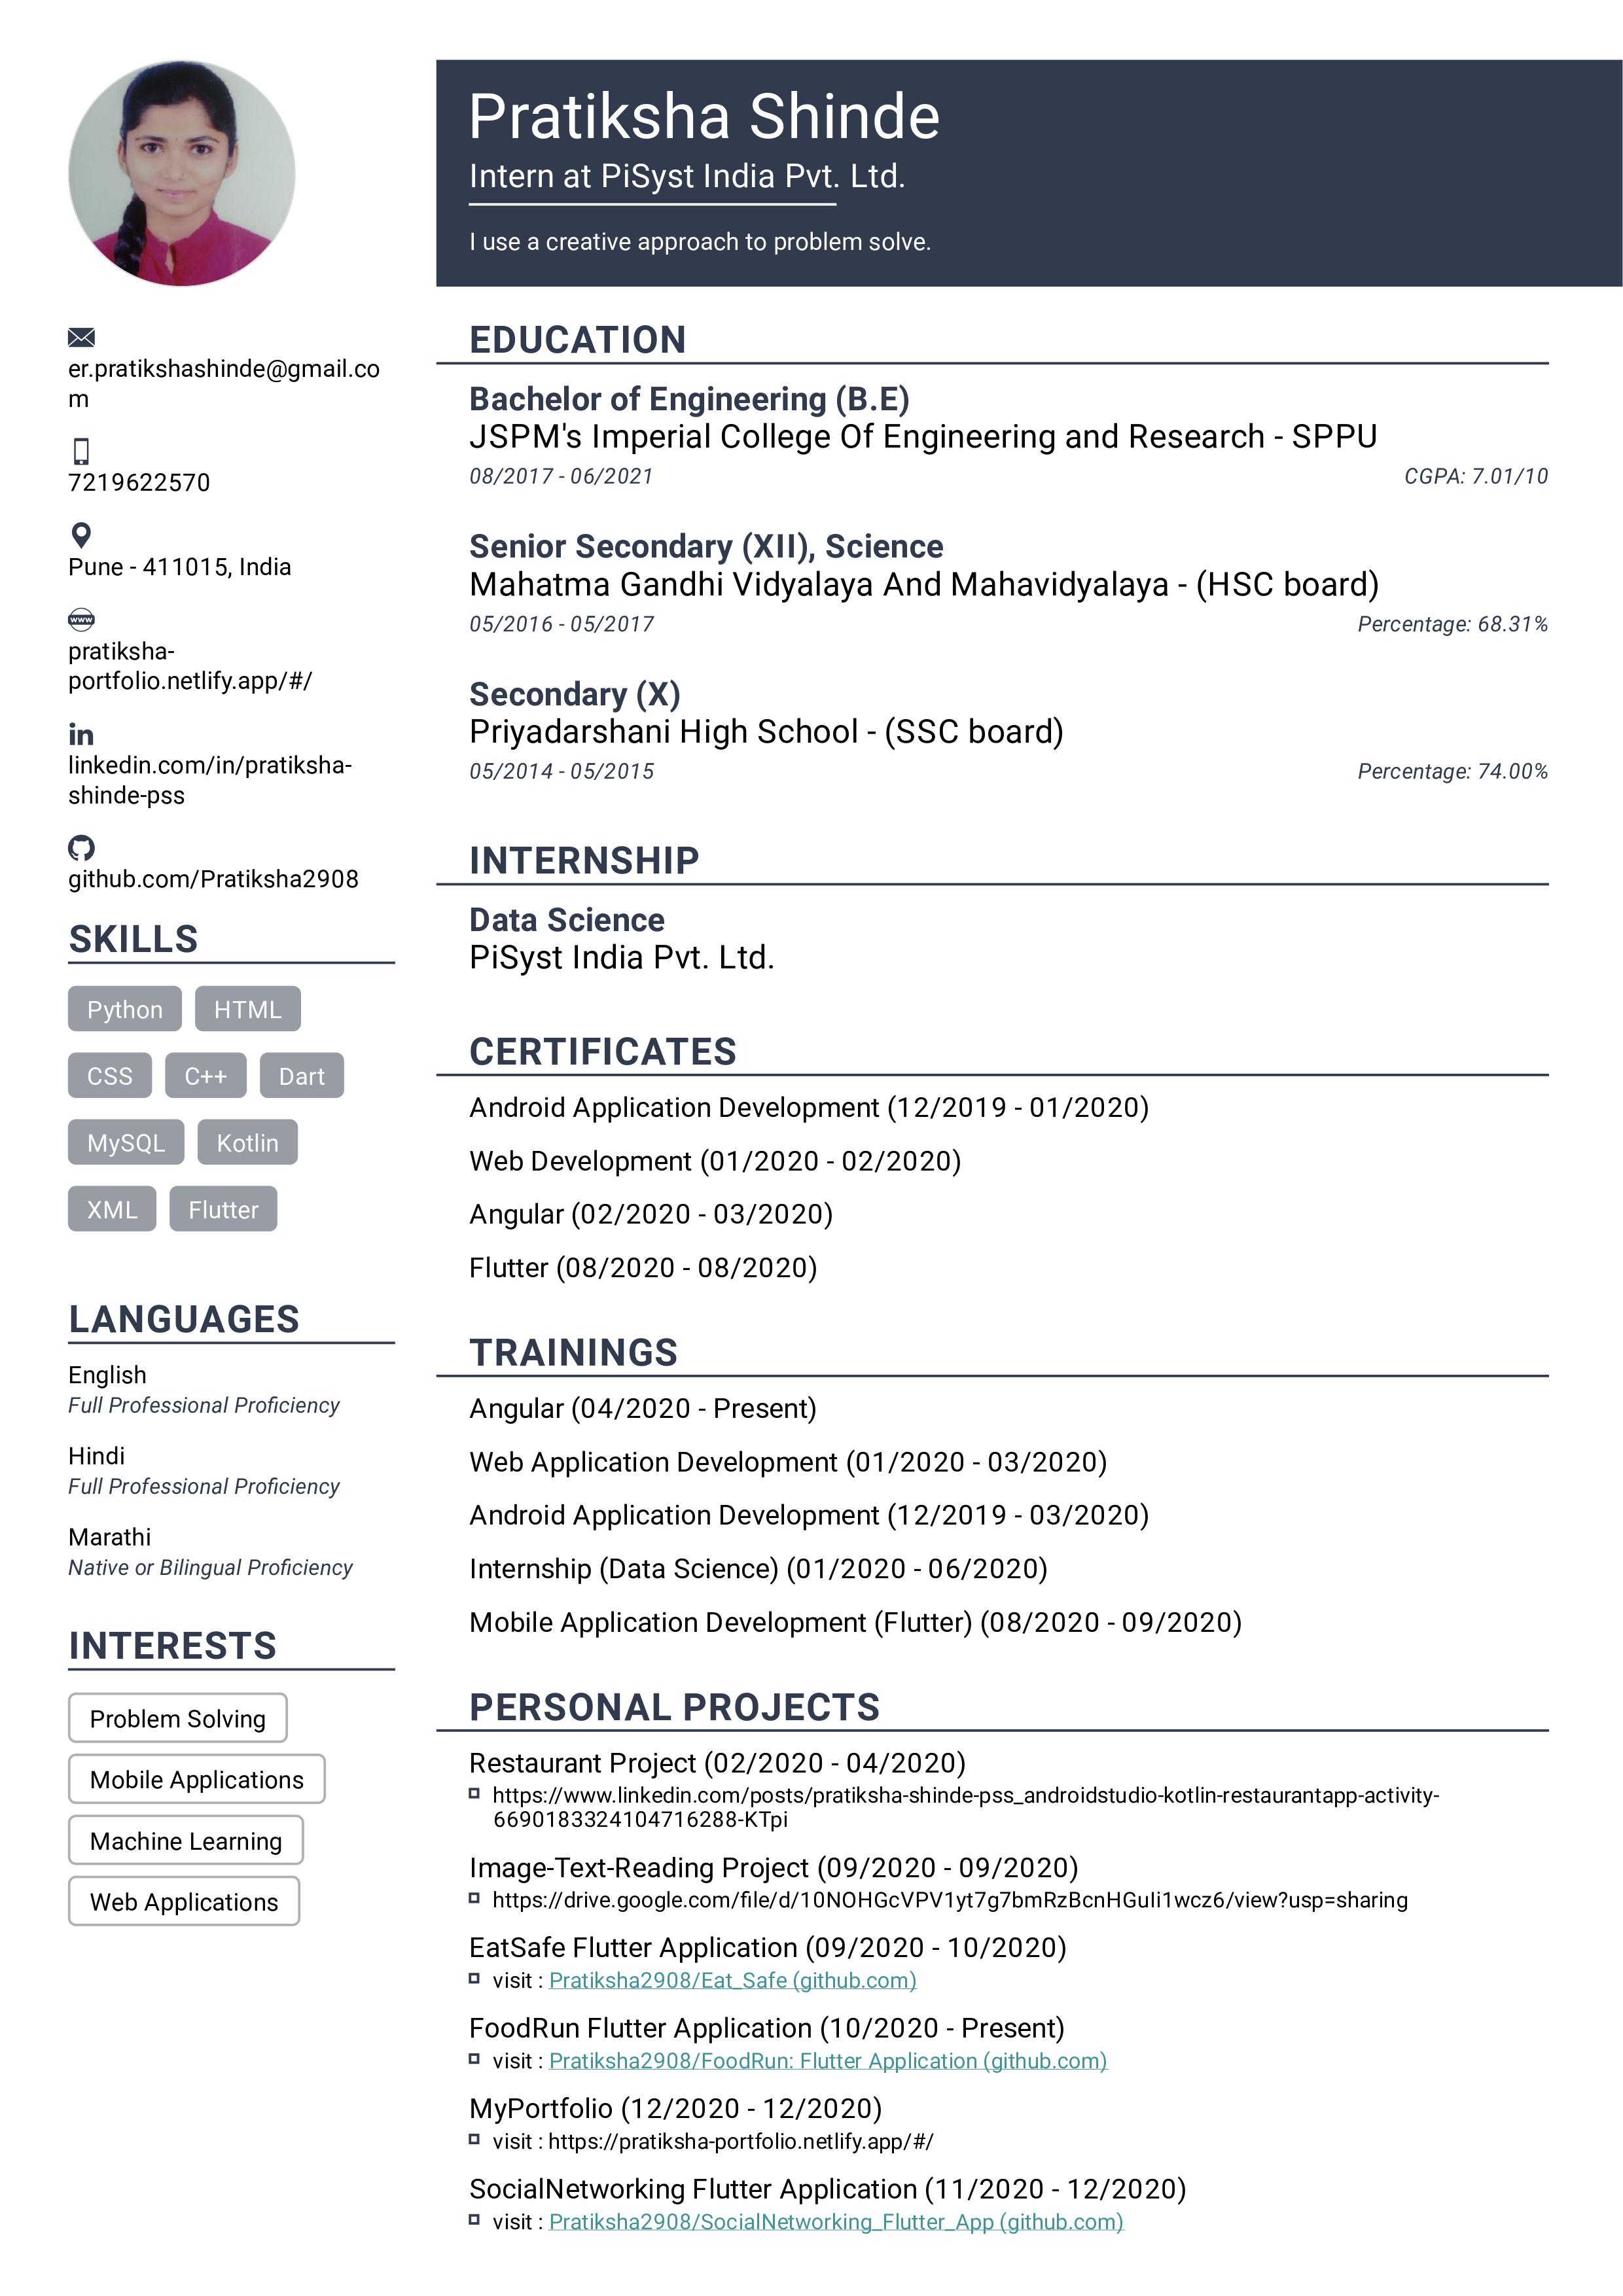 Pratiksha Shinde
Intern at PiSyst India Pvt. Ltd.
I use a creative approach to problem solve.
er.pratikshashinde@gmail.co
m
7219622570
Pune - 411015, India
www
pratiksha-
portfolio.netlify.app/#/
in
linkedin.com/in/pratiksha-
shinde-pss
github.com/Pratiksha2908
SKILLS
Python HTML
CSS C++ Dart
MySQL Kotlin
XML Flutter
LANGUAGES
English
Full Professional Proficiency
Hindi
Full Professional Proficiency
Marathi
Native or Bilingual Proficiency
INTERESTS
Problem Solving
Mobile Applications
Machine Learning
Web Applications
EDUCATION
Bachelor of Engineering (B.E)
JSPM's Imperial College Of Engineering and Research - SPPU
08/2017 - 06/2021 CGPA: 7.01/10
Senior Secondary (XII), Science
Mahatma Gandhi Vidyalaya And Mahavidyalaya - (HSC board)
05/2016 - 05/2017 Percentage: 68.31%
Secondary (X)
Priyadarshani High School - (SSC board)
05/2014 - 05/2015 Percentage: 74.00%
INTERNSHIP
Data Science
PiSyst India Pvt. Ltd.
CERTIFICATES
Android Application Development (12/2019 - 01/2020)
Web Development (01/2020 - 02/2020)
Angular (02/2020 - 03/2020)
Flutter (08/2020 - 08/2020)
TRAININGS
Angular (04/2020 - Present)
Web Application Development (01/2020 - 03/2020)
Android Application Development (12/2019 - 03/2020)
Internship (Data Science) (01/2020 - 06/2020)
Mobile Application Development (Flutter) (08/2020 - 09/2020)
PERSONAL PROJECTS
Restaurant Project (02/2020 - 04/2020)
https://www.linkedin.com/posts/pratiksha-shinde-pss_androidstudio-kotlin-restaurantapp-activity-
6690183324104716288-KTpi
Image-Text-Reading Project (09/2020 - 09/2020)
https://drive.google.com/file/d/10NOHGcVPV1yt7g7bmRzBcnHGuIi1wcz6/view?usp=sharing
EatSafe Flutter Application (09/2020 - 10/2020)
visit : Pratiksha2908/Eat_Safe (github.com)
FoodRun Flutter Application (10/2020 - Present)
visit : Pratiksha2908/FoodRun: Flutter Application (github.com)
MyPortfolio (12/2020 - 12/2020)
visit : https://pratiksha-portfolio.netlify.app/#/
SocialNetworking Flutter Application (11/2020 - 12/2020)
visit : Pratiksha2908/SocialNetworking_Flutter_App (github.com)